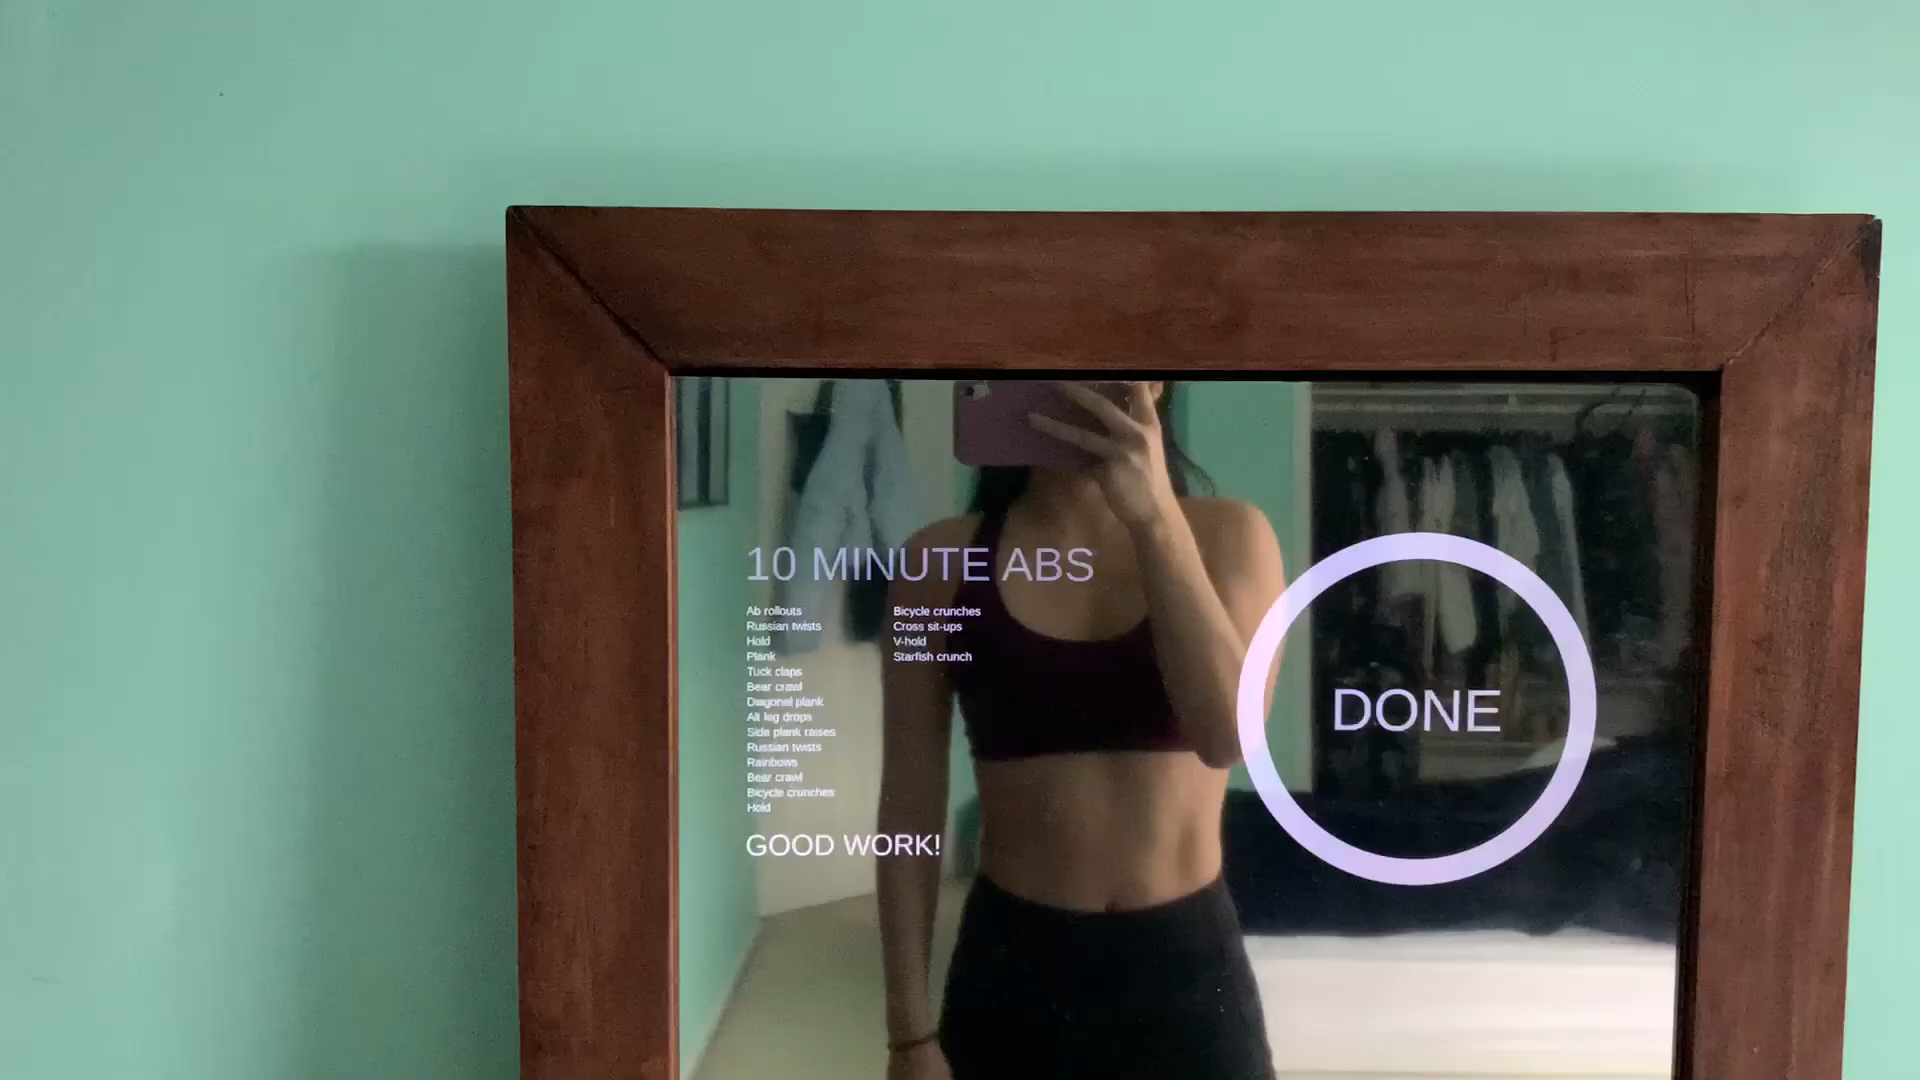 10 MINUTE ABS
Ab rollouts
Russian twists
Hold
Plank
Tuck claps
Bear crawl
Diagonal plank
Alt leg drops
Side plank raises
Russian twists
Rainbows
Bear crawl
Bicycle crunches
Hold
Bicycle crunches
Cross sit-ups
V-hold
Starfish crunch
GOOD WORK!
DONE